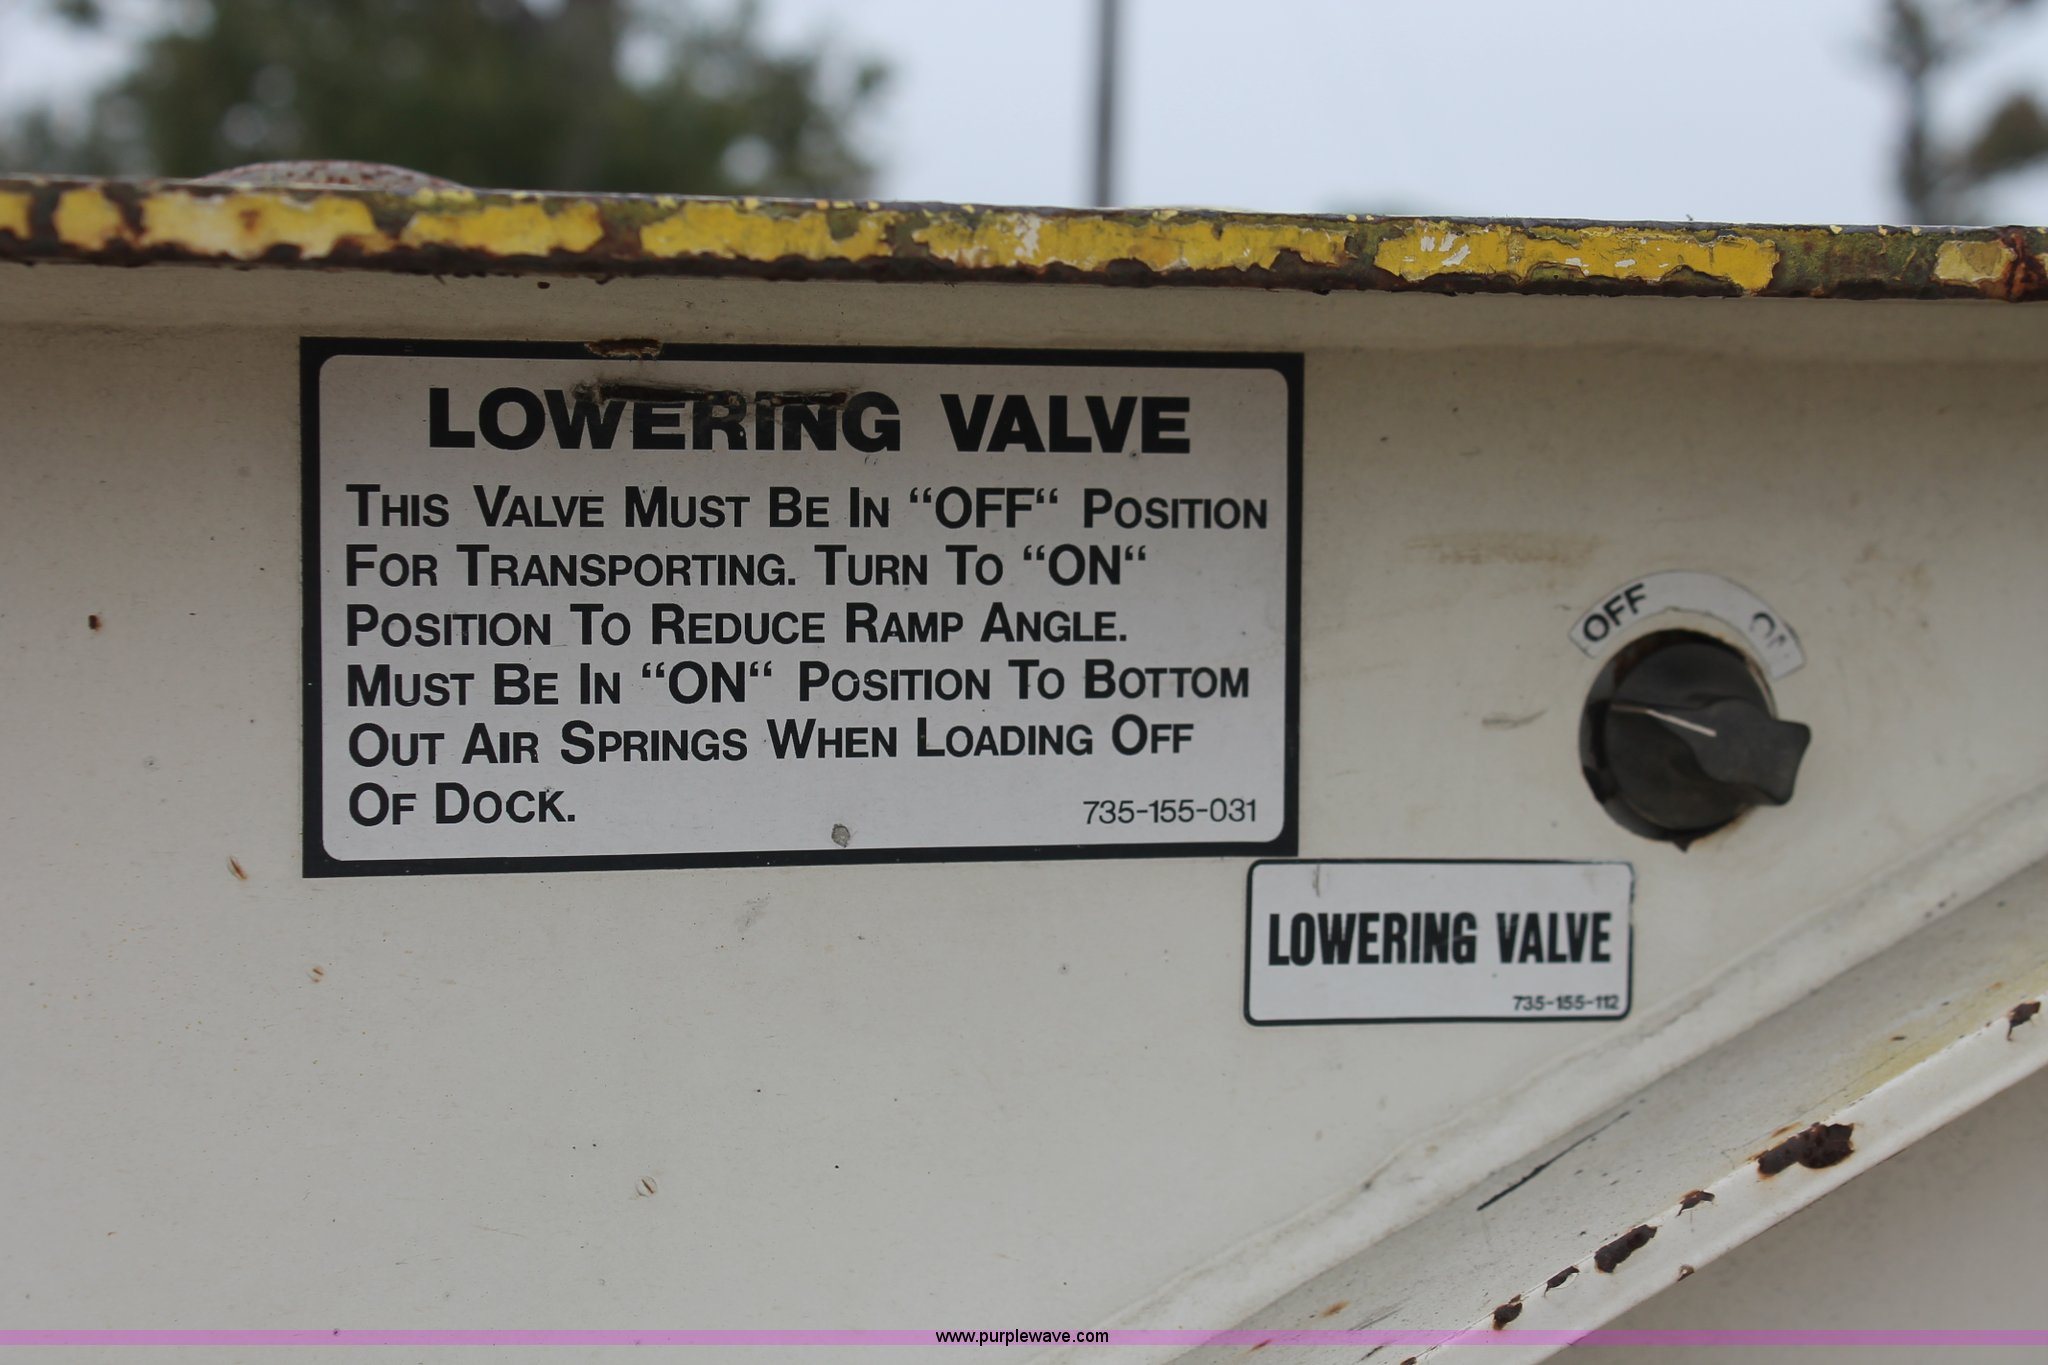 LOWERING VALVE
THIS VALVE MUST BE IN “OFF“ POSITION
FOR TRANSPORTING. TURN TO “ON“
POSITION TO REDUCE RAMP ANGLE.
MUST BE IN “ON“ POSITION TO BOTTOM
OUT AIR SPRINGS WHEN LOADING OFF
OF DOCK.
735-155-031
OFF ON
LOWERING VALVE
735-155-112
www.purplewave.com